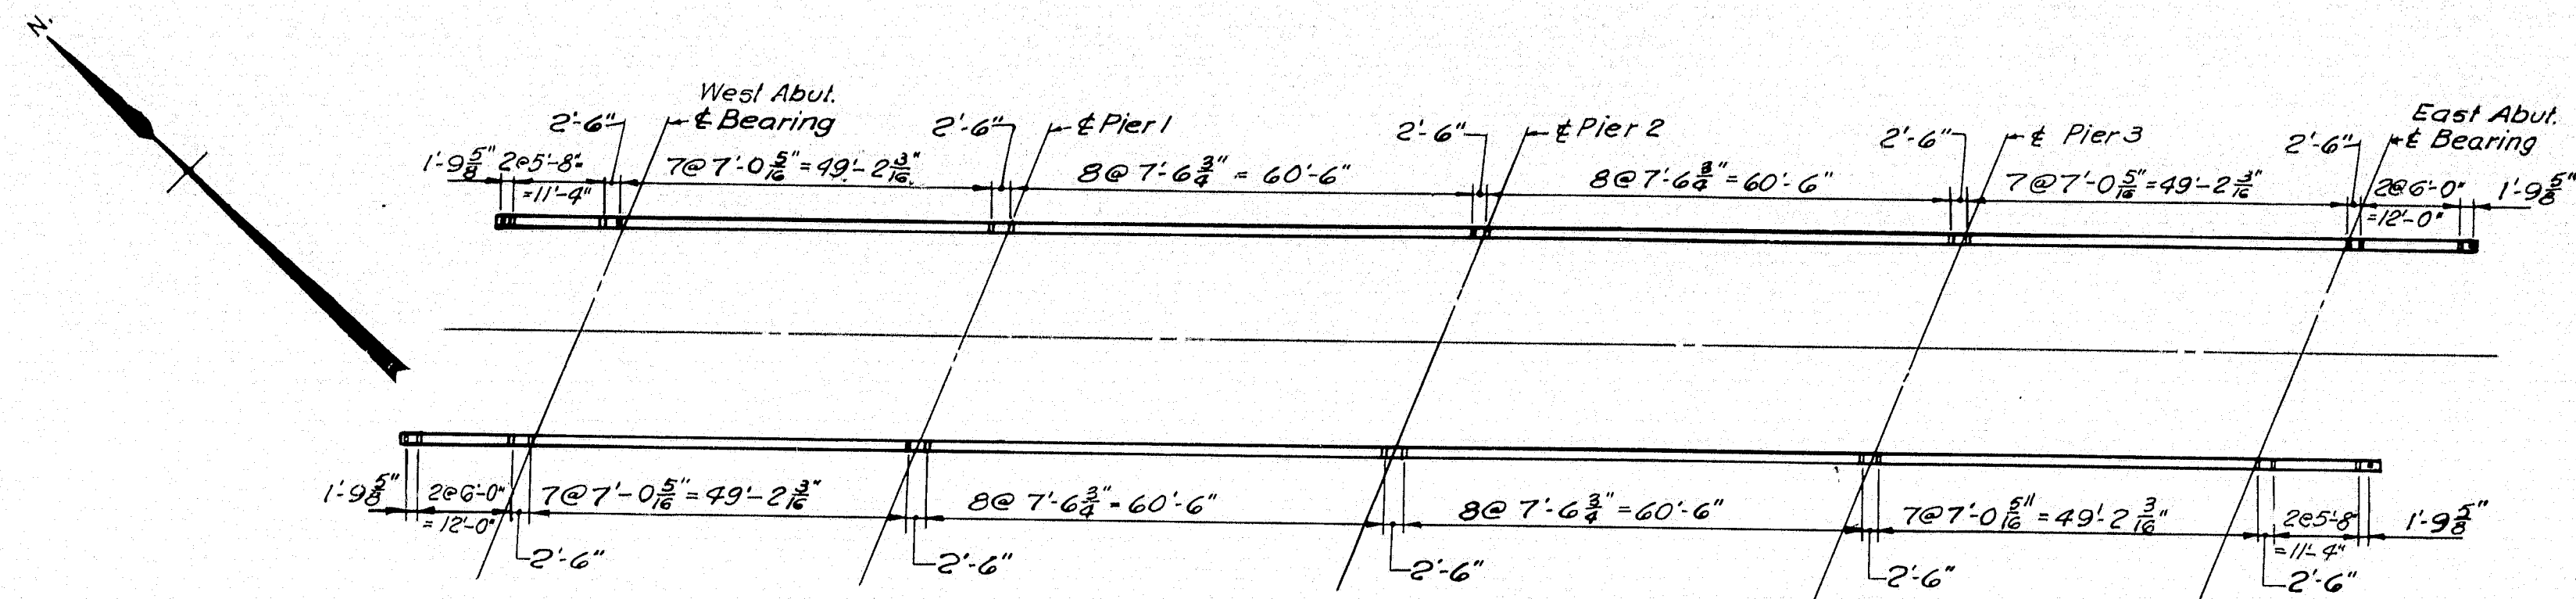 N.
West Abut.
℄ Bearing
2'-6"
℄ Pier 1
2'-6"
℄ Pier 2
2'-6"
℄ Pier 3
2'-6"
East Abut.
℄ Bearing
2'-6"
1'-9 5/8"
2@5'-8"
=11'-4"
7@7'-0 5/16"=49'-2 3/16"
8@ 7'-6 3/4" = 60'-6"
8@7'-6 3/4"=60'-6"
7@7'-0 5/16"=49'-2 3/16"
2@6'-0"
=12'-0"
1'-9 5/8"
1'-9 5/8"
2@6'-0"
=12'-0"
7@7'-0 5/16"=49'-2 3/16"
8@ 7'-6 3/4"=60'-6"
8@ 7'-6 3/4"=60'-6"
7@7'-0 5/16"=49'-2 3/16"
2@5'-8"
=11'-4"
1'-9 5/8"
2'-6"
2'-6"
2'-6"
2'-6"
2'-6"